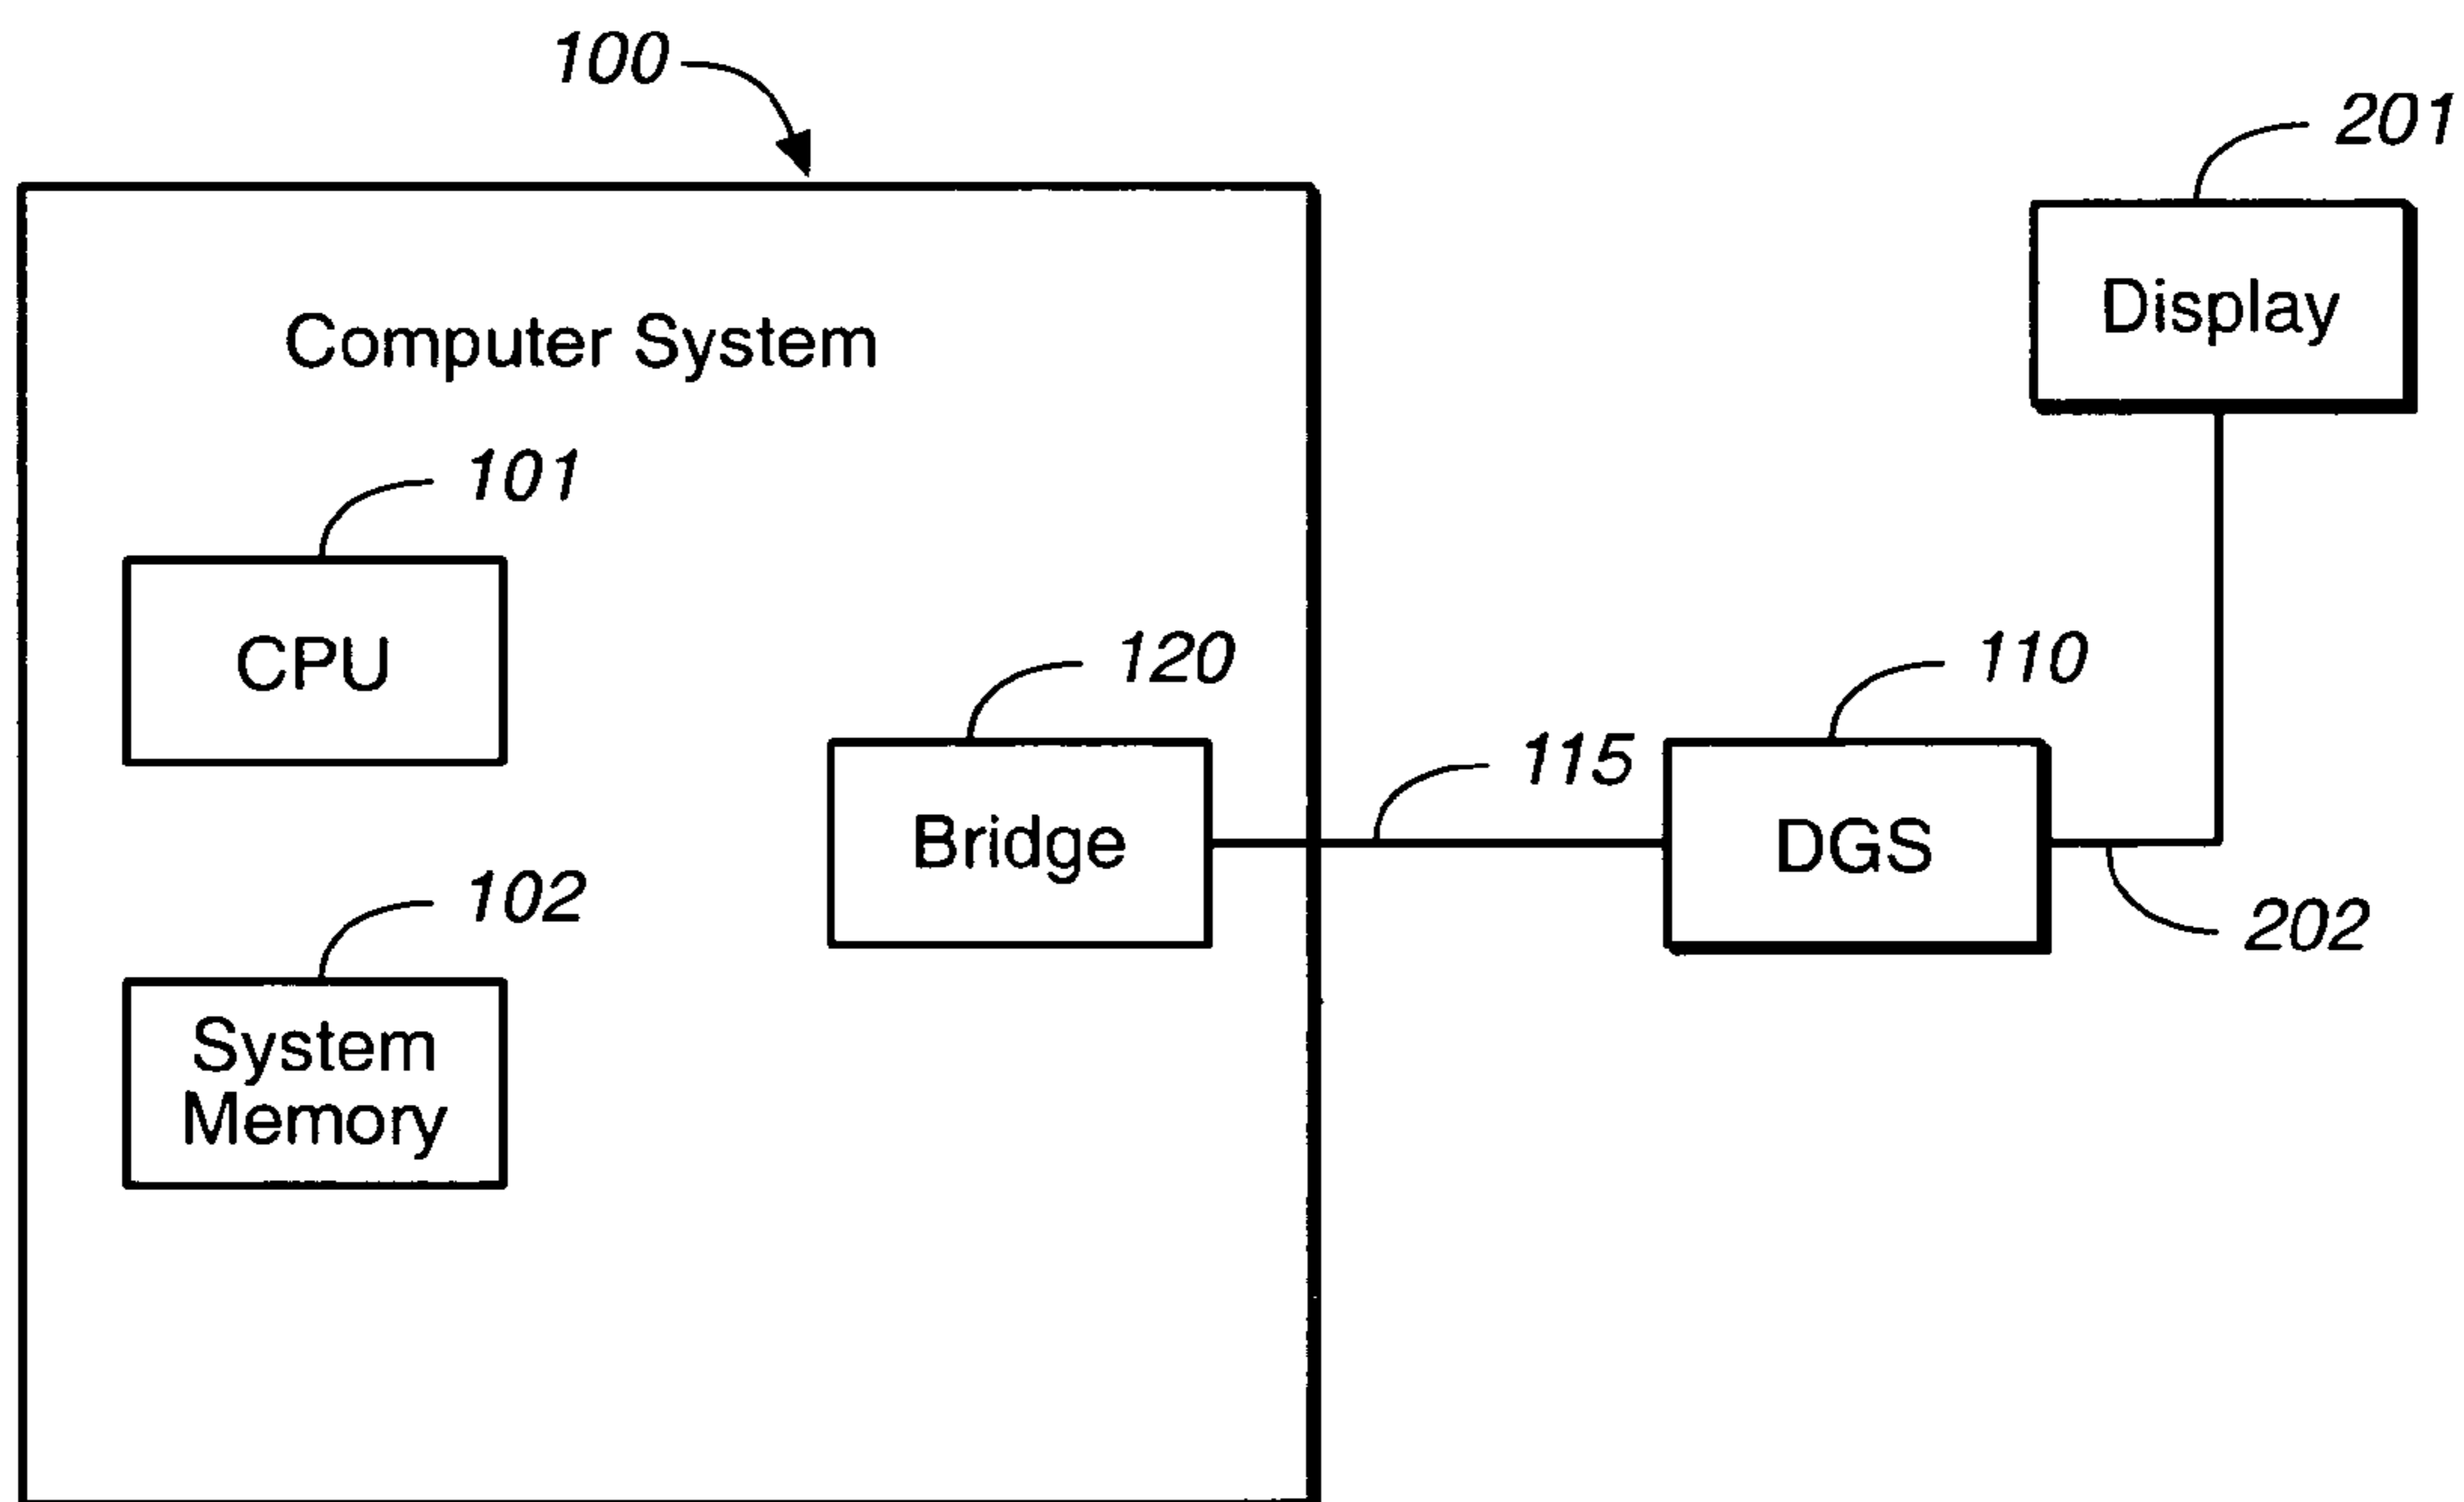 100
201
Display
Computer System
101
CPU
120
110
115
Bridge
DGS
102
202
System
Memory